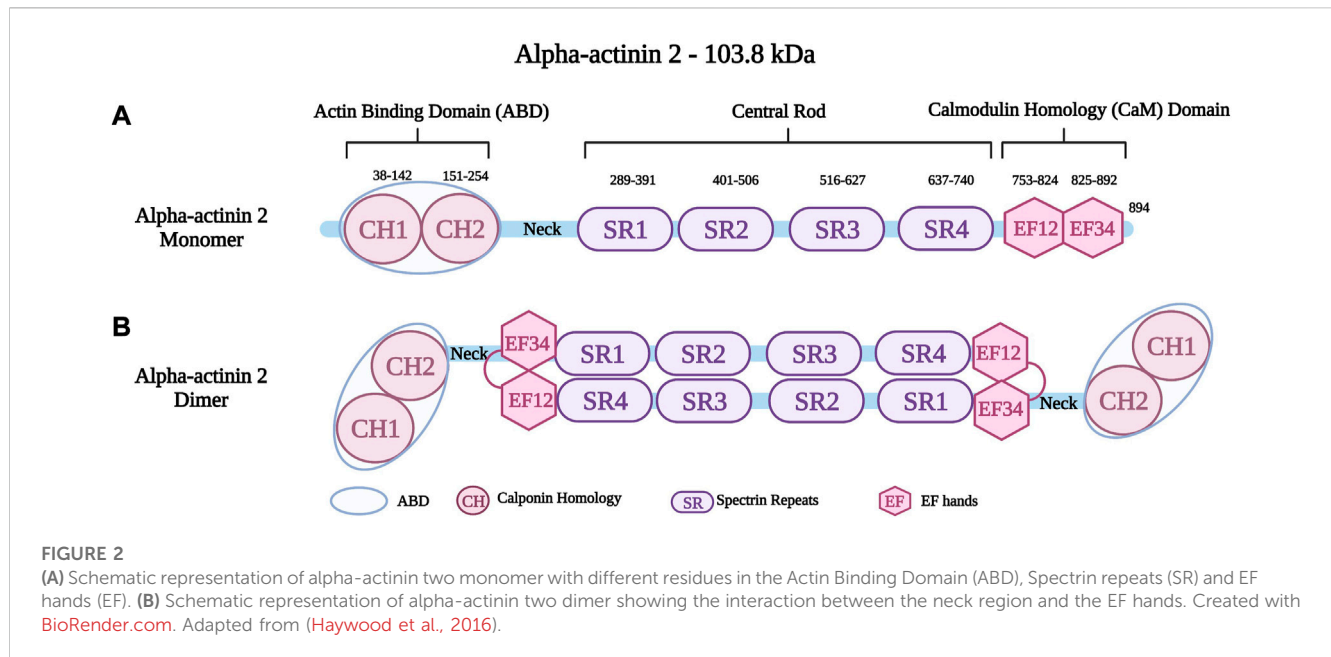 Alpha-actinin 2 - 103.8 kDa
A
Actin Binding Domain (ABD)
Central Rod
Calmodulin Homology (CaM) Domain
38-142
151-254
289-391
401-506
516-627
637-740
753-824
825-892
894
Alpha-actinin 2
Monomer
CH1
CH2
Neck
SR1
SR2
SR3
SR4
EF12
EF34
B
Alpha-actinin 2
Dimer
CH2
CH1
Neck
EF34
SR1
SR2
SR3
SR4
EF12
EF12
SR4
SR3
SR2
SR1
EF34
Neck
CH1
CH2
ABD
CH
Calponin Homology
SR
Spectrin Repeats
EF
EF hands
FIGURE 2
(A) Schematic representation of alpha-actinin two monomer with different residues in the Actin Binding Domain (ABD), Spectrin repeats (SR) and EF
hands (EF). (B) Schematic representation of alpha-actinin two dimer showing the interaction between the neck region and the EF hands. Created with
BioRender.com. Adapted from (Haywood et al., 2016).